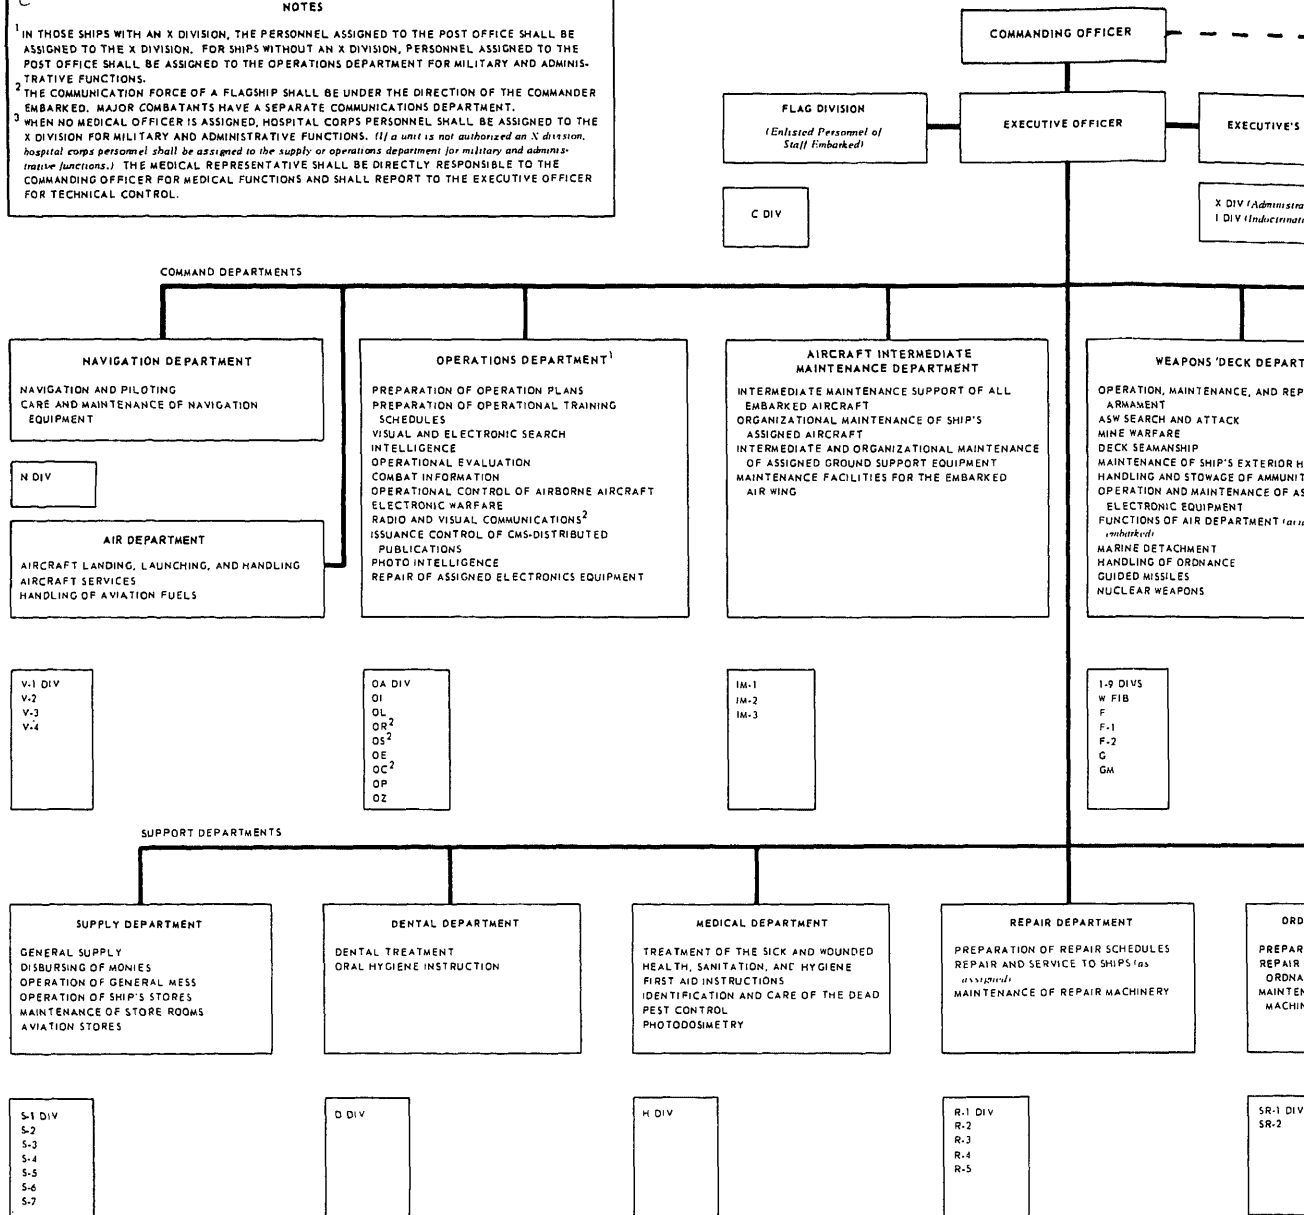 NOTES
1 IN THOSE SHIPS WITH AN X DIVISION, THE PERSONNEL ASSIGNED TO THE POST OFFICE SHALL BE
ASSIGNED TO THE X DIVISION. FOR SHIPS WITHOUT AN X DIVISION, PERSONNEL ASSIGNED TO THE
POST OFFICE SHALL BE ASSIGNED TO THE OPERATIONS DEPARTMENT FOR MILITARY AND ADMINIS-
TRATIVE FUNCTIONS.
2 THE COMMUNICATION FORCE OF A FLAGSHIP SHALL BE UNDER THE DIRECTION OF THE COMMANDER
EMBARKED. MAJOR COMBATANTS HAVE A SEPARATE COMMUNICATIONS DEPARTMENT.
3 WHEN NO MEDICAL OFFICER IS ASSIGNED, HOSPITAL CORPS PERSONNEL SHALL BE ASSIGNED TO THE
X DIVISION FOR MILITARY AND ADMINISTRATIVE FUNCTIONS. (If a unit is not authorized an X division,
hospital corps personnel shall be assigned to the supply or operations department for military and adminis-
trative functions.) THE MEDICAL REPRESENTATIVE SHALL BE DIRECTLY RESPONSIBLE TO THE
COMMANDING OFFICER FOR MEDICAL FUNCTIONS AND SHALL REPORT TO THE EXECUTIVE OFFICER
FOR TECHNICAL CONTROL.
COMMANDING OFFICER
FLAG DIVISION
(Enlisted Personnel of
Staff Embarked)
EXECUTIVE OFFICER
EXECUTIVE'S
C DIV
X DIV (Administra
I DIV (Indoctrinati
COMMAND DEPARTMENTS
NAVIGATION DEPARTMENT
NAVIGATION AND PILOTING
CARE AND MAINTENANCE OF NAVIGATION
EQUIPMENT
N DIV
AIR DEPARTMENT
AIRCRAFT LANDING, LAUNCHING, AND HANDLING
AIRCRAFT SERVICES
HANDLING OF AVIATION FUELS
OPERATIONS DEPARTMENT1
PREPARATION OF OPERATION PLANS
PREPARATION OF OPERATIONAL TRAINING
SCHEDULES
VISUAL AND ELECTRONIC SEARCH
INTELLIGENCE
OPERATIONAL EVALUATION
COMBAT INFORMATION
OPERATIONAL CONTROL OF AIRBORNE AIRCRAFT
ELECTRONIC WARFARE
RADIO AND VISUAL COMMUNICATIONS2
ISSUANCE CONTROL OF CMS-DISTRIBUTED
PUBLICATIONS
PHOTO INTELLIGENCE
REPAIR OF ASSIGNED ELECTRONICS EQUIPMENT
AIRCRAFT INTERMEDIATE
MAINTENANCE DEPARTMENT
INTERMEDIATE MAINTENANCE SUPPORT OF ALL
EMBARKED AIRCRAFT
ORGANIZATIONAL MAINTENANCE OF SHIP'S
ASSIGNED AIRCRAFT
INTERMEDIATE AND ORGANIZATIONAL MAINTENANCE
OF ASSIGNED GROUND SUPPORT EQUIPMENT
MAINTENANCE FACILITIES FOR THE EMBARKED
AIR WING
WEAPONS 'DECK DEPART
OPERATION, MAINTENANCE, AND REP
ARMAMENT
ASW SEARCH AND ATTACK
MINE WARFARE
DECK SEAMANSHIP
MAINTENANCE OF SHIP'S EXTERIOR H
HANDLING AND STOWAGE OF AMMUNIT
OPERATION AND MAINTENANCE OF AS
ELECTRONIC EQUIPMENT
FUNCTIONS OF AIR DEPARTMENT
embarked)
MARINE DETACHMENT
HANDLING OF ORDNANCE
GUIDED MISSILES
NUCLEAR WEAPONS
V-1 DIV
V-2
V-3
V-4
OA DIV
OI
OL
OR2
OS2
OE
OC2
OP
OZ
IM-1
IM-2
IM-3
1-9 DIVS
W FIB
F
F-1
F-2
G
GM
SUPPORT DEPARTMENTS
SUPPLY DEPARTMENT
GENERAL SUPPLY
DISBURSING OF MONIES
OPERATION OF GENERAL MESS
OPERATION OF SHIP'S STORES
MAINTENANCE OF STORE ROOMS
AVIATION STORES
DENTAL DEPARTMENT
DENTAL TREATMENT
ORAL HYGIENE INSTRUCTION
MEDICAL DEPARTMENT
TREATMENT OF THE SICK AND WOUNDED
HEALTH, SANITATION, AND HYGIENE
FIRST AID INSTRUCTIONS
IDENTIFICATION AND CARE OF THE DEAD
PEST CONTROL
PHOTODOSIMETRY
REPAIR DEPARTMENT
PREPARATION OF REPAIR SCHEDULES
REPAIR AND SERVICE TO SHIPS (as
assigned)
MAINTENANCE OF REPAIR MACHINERY
ORD
PREPAR
REPAIR
ORDNA
MAINTEN
MACHIN
S-1 DIV
S-2
S-3
S-4
S-5
S-6
S-7
D DIV
H DIV
R-1 DIV
R-2
R-3
R-4
R-5
SR-1 DIV
SR-2